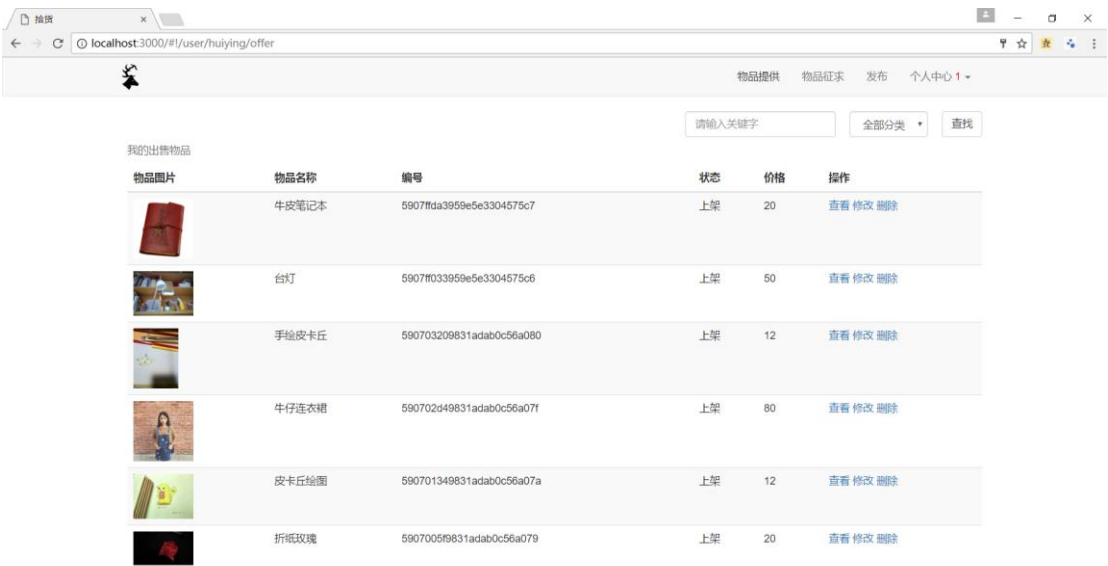 拾货
localhost:3000/#!/user/huiying/offer
物品提供 物品征求 发布 个人中心 1
请输入关键字 全部分类 查找
我的出售物品
物品图片 物品名称 编号 状态 价格 操作
牛皮笔记本 5907ffda3959e5e3304575c7 上架 20 查看 修改 删除
台灯 5907ff033959e5e3304575c6 上架 50 查看 修改 删除
手绘皮卡丘 590703209831adab0c56a080 上架 12 查看 修改 删除
牛仔连衣裙 590702d49831adab0c56a07f 上架 80 查看 修改 删除
皮卡丘绘图 590701349831adab0c56a07a 上架 12 查看 修改 删除
折纸玫瑰 5907005f9831adab0c56a079 上架 20 查看 修改 删除